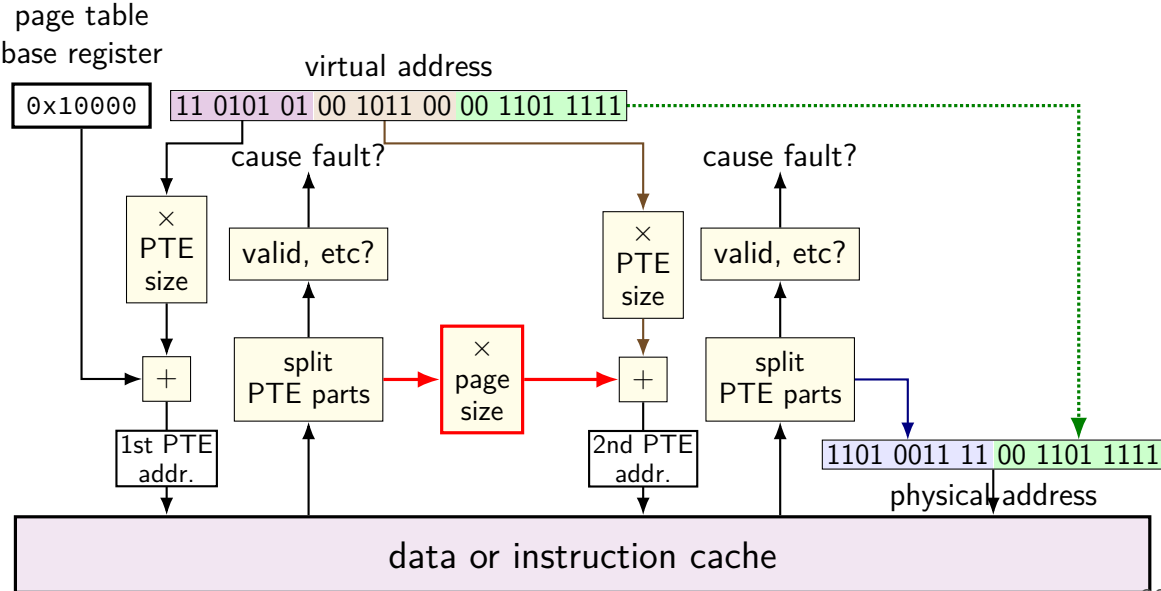 page table
base register
virtual address
0x10000
11 0101 01 00 1011 00 00 1101 1111
cause fault?
cause fault?
×
PTE
size
valid, etc?
×
PTE
size
valid, etc?
+
split
PTE parts
×
page
size
+
split
PTE parts
1st PTE
addr.
2nd PTE
addr.
1101 0011 11 00 1101 1111
physical address
data or instruction cache